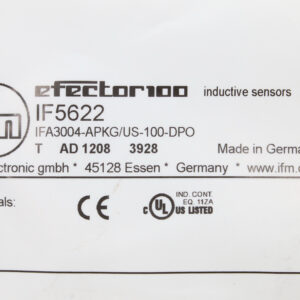 efector100 inductive sensors
IF5622
IFA3004-APKG/US-100-DPO
T AD 1208 3928 Made in Germany
ectronic gmbh * 45128 Essen * Germany * www.ifm.
als:
CE UL IND. CONT. EQ. 11ZA
US LISTED